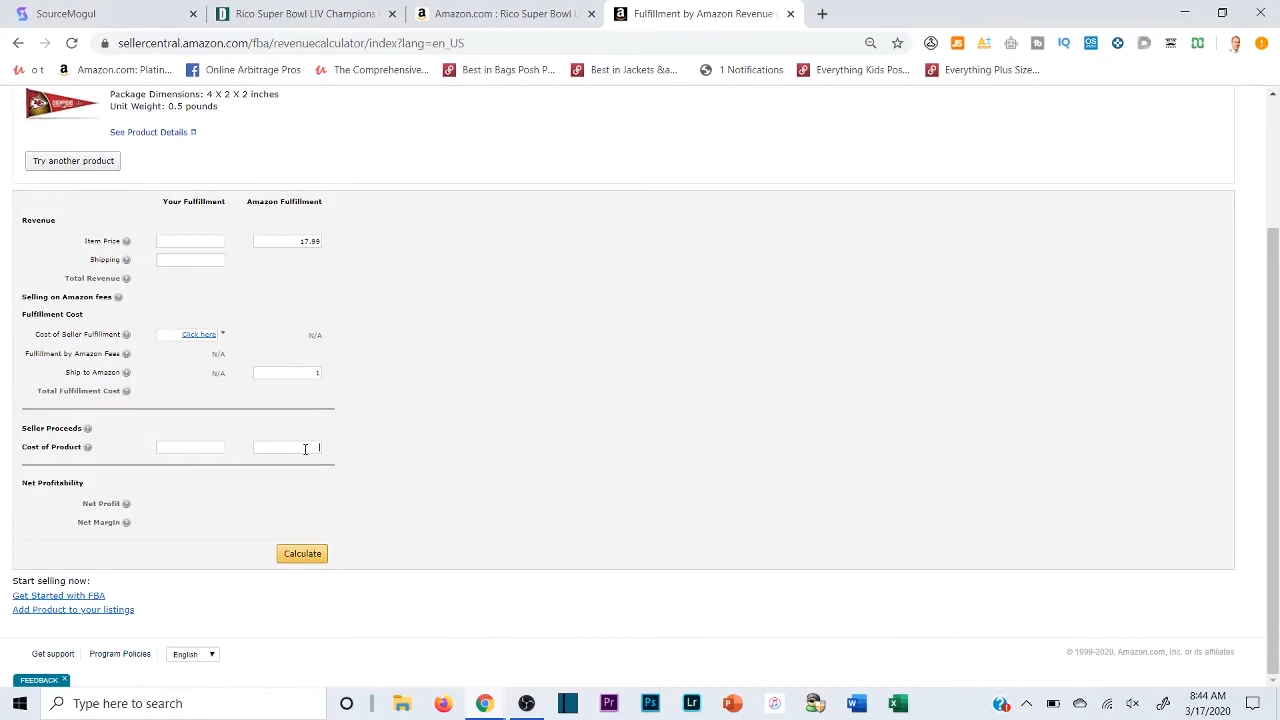 SourceMogul
Rico Super Bowl LIV Champions
Amazon.com : Rico Super Bowl L
Fulfillment by Amazon Revenue
sellercentral.amazon.com/fba/revenuecalculator/index?lang=en_US
o t
Amazon.com: Platin...
Online Arbitrage Pros
The Comprehensive...
Best in Bags Posh P...
Best in Jackets &a...
1 Notifications
Everything Kids Pos...
Everything Plus Size...
Package Dimensions: 4 X 2 X 2 inches
Unit Weight: 0.5 pounds
See Product Details
Try another product
Your Fulfillment Amazon Fulfillment
Revenue
Item Price 17.99
Shipping
Total Revenue
Selling on Amazon fees
Fulfillment Cost
Cost of Seller Fulfillment Click here N/A
Fulfillment by Amazon Fees N/A
Ship to Amazon N/A 1
Total Fulfillment Cost
Seller Proceeds
Cost of Product
Net Profitability
Net Profit
Net Margin
Calculate
Start selling now:
Get Started with FBA
Add Product to your listings
Get support Program Policies English
© 1999-2020, Amazon.com, Inc. or its affiliates
FEEDBACK X
Type here to search
8:44 AM
3/17/2020